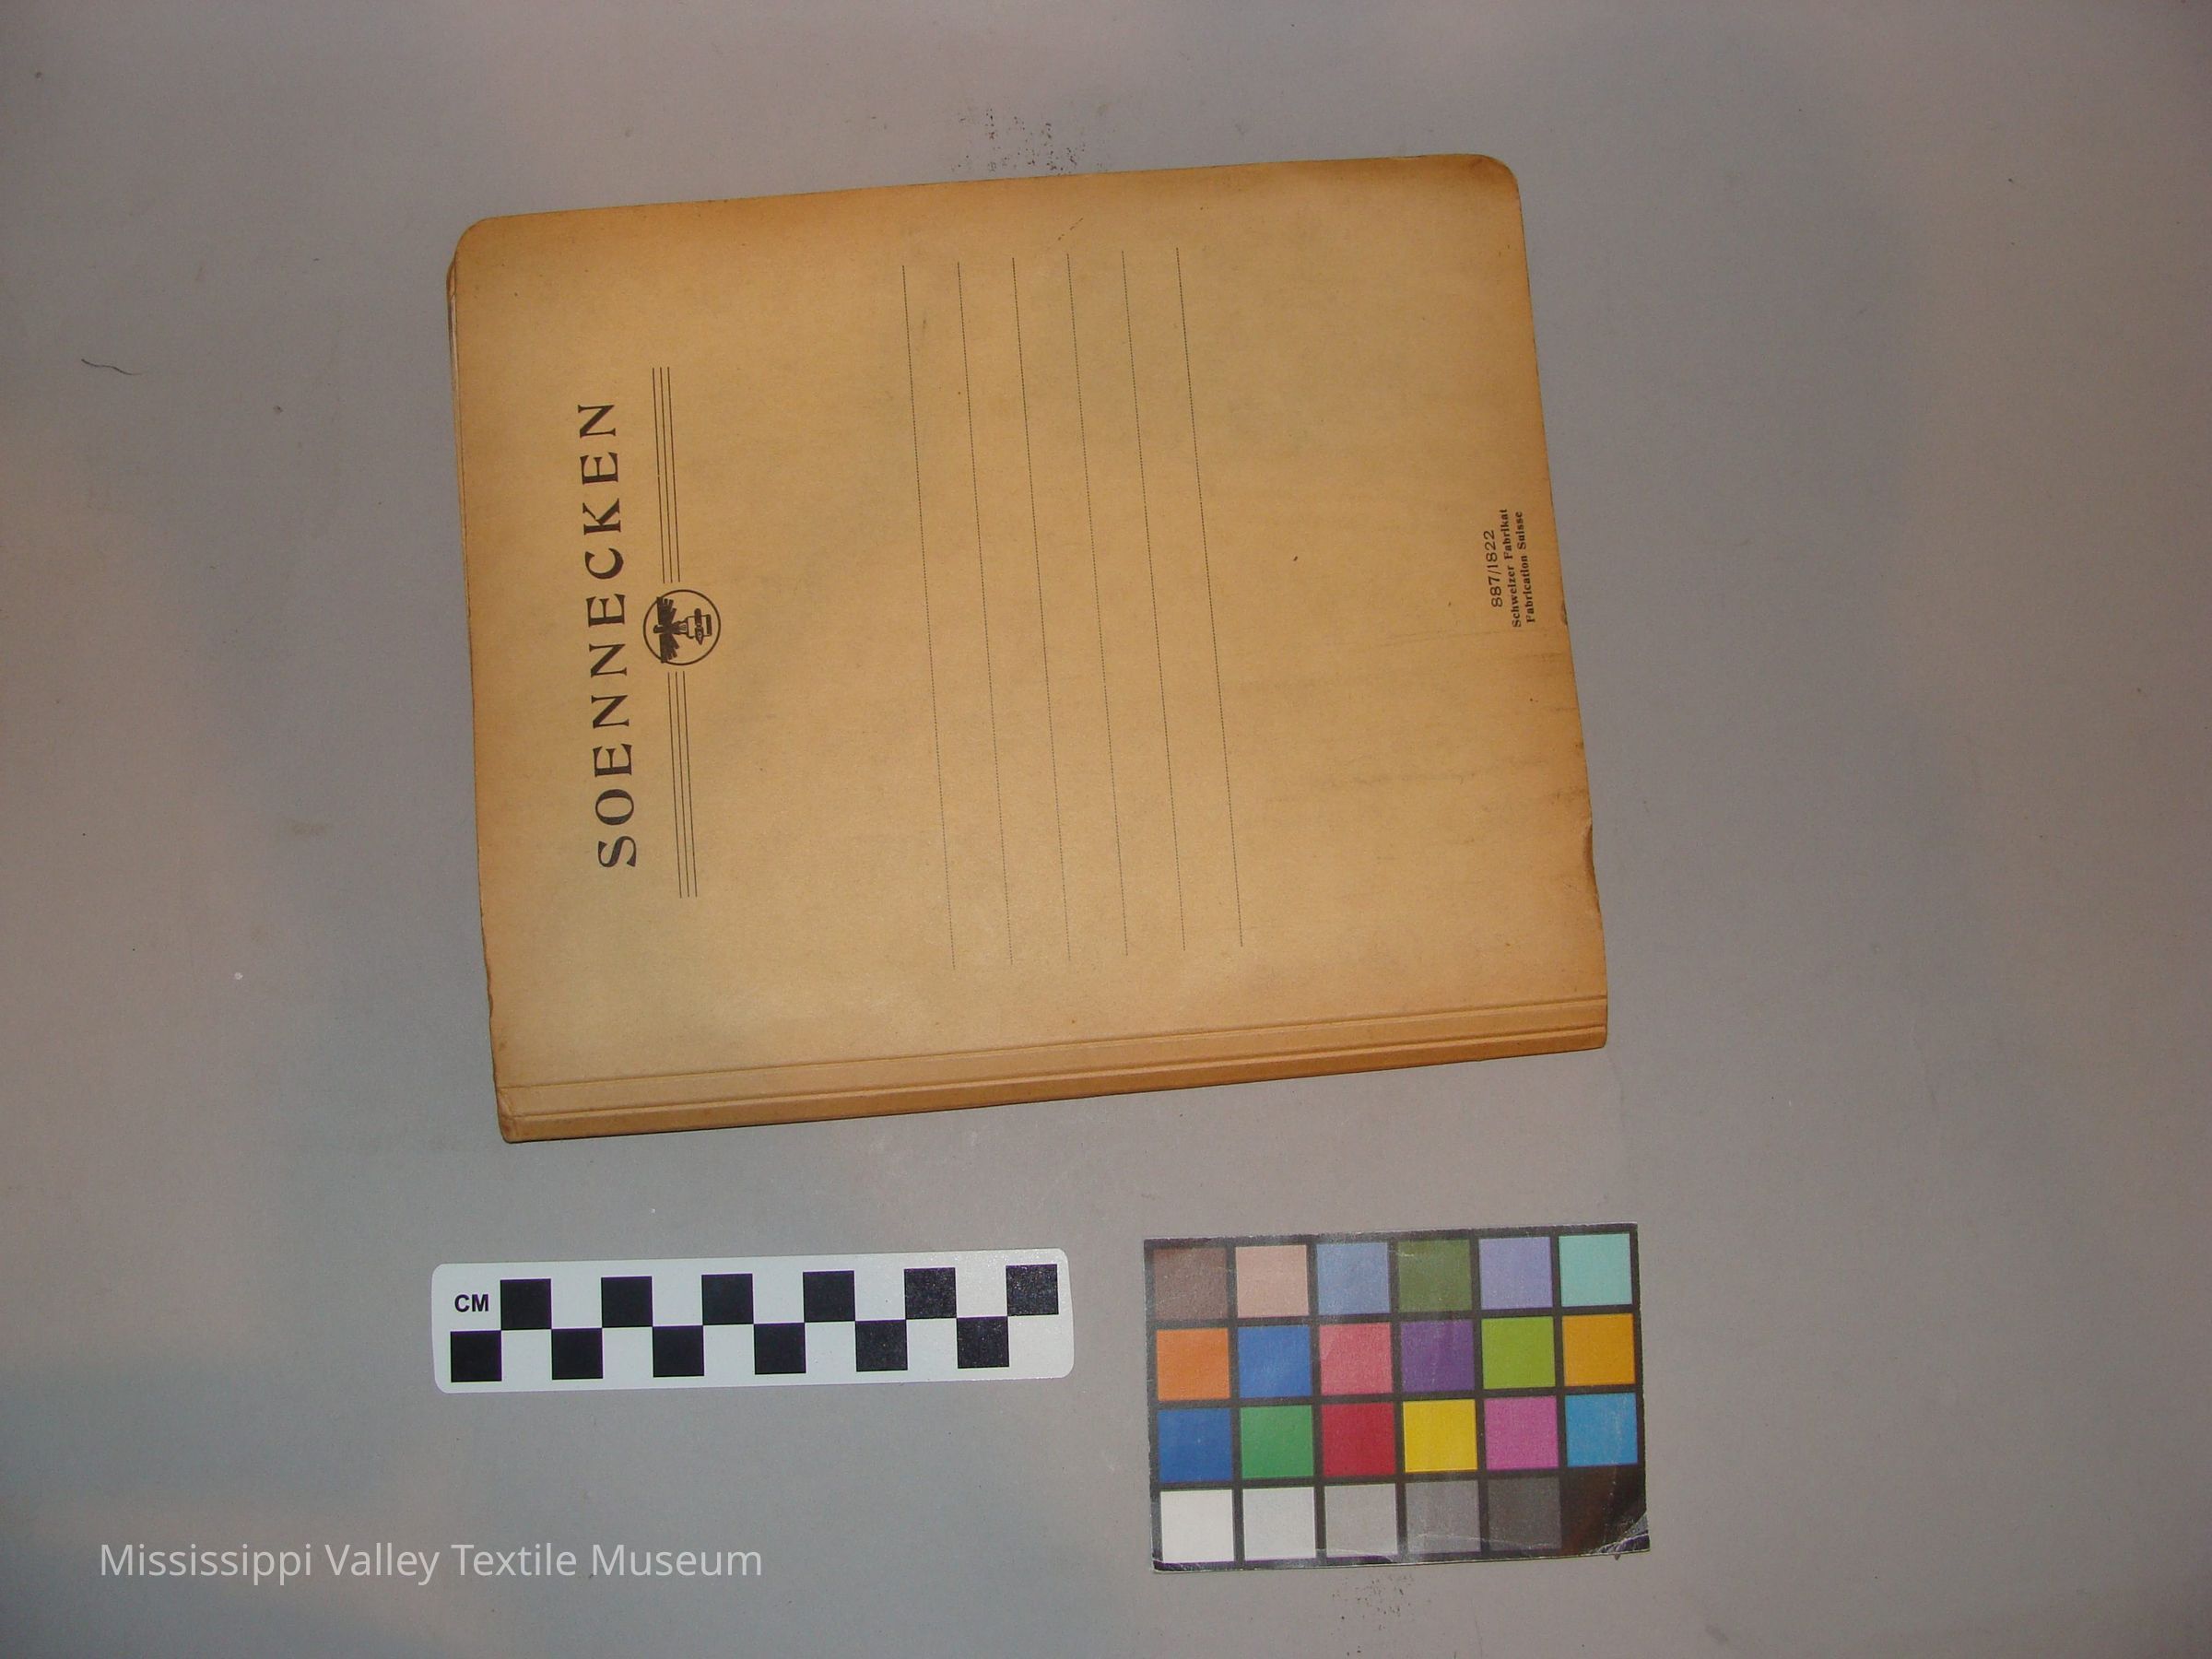 SOENNECKEN
887/1822
Schweizer Fabrikat
Fabrication Suisse
CM
Mississippi Valley Textile Museum